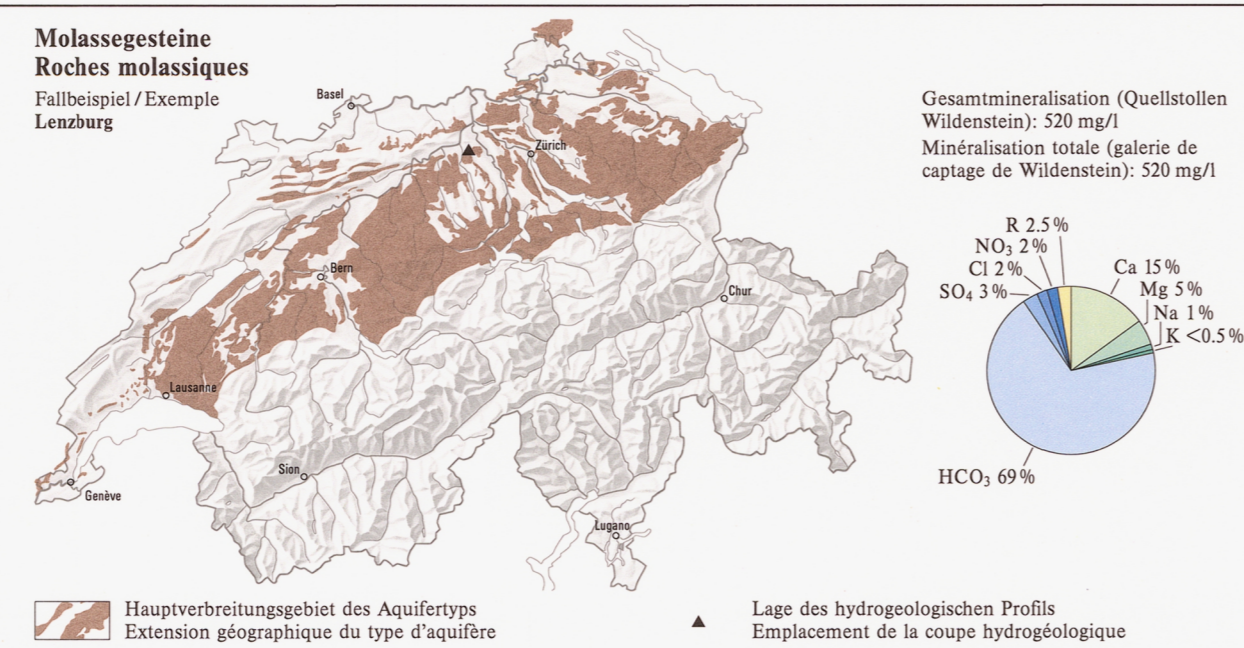 Molassegesteine
Roches molassiques
Fallbeispiel / Exemple
Lenzburg
Basel
Zürich
Bern
Chur
Lausanne
Sion
Genève
Lugano
Gesamtmineralisation (Quellstollen
Wildenstein): 520 mg/l
Minéralisation totale (galerie de
captage de Wildenstein): 520 mg/l
R 2.5 %
NO₃ 2 %
Cl 2 %
SO₄ 3 %
Ca 15 %
Mg 5 %
Na 1 %
K <0.5 %
HCO₃ 69 %
Hauptverbreitungsgebiet des Aquifertyps
Extension géographique du type d'aquifère
Lage des hydrogeologischen Profils
Emplacement de la coupe hydrogéologique